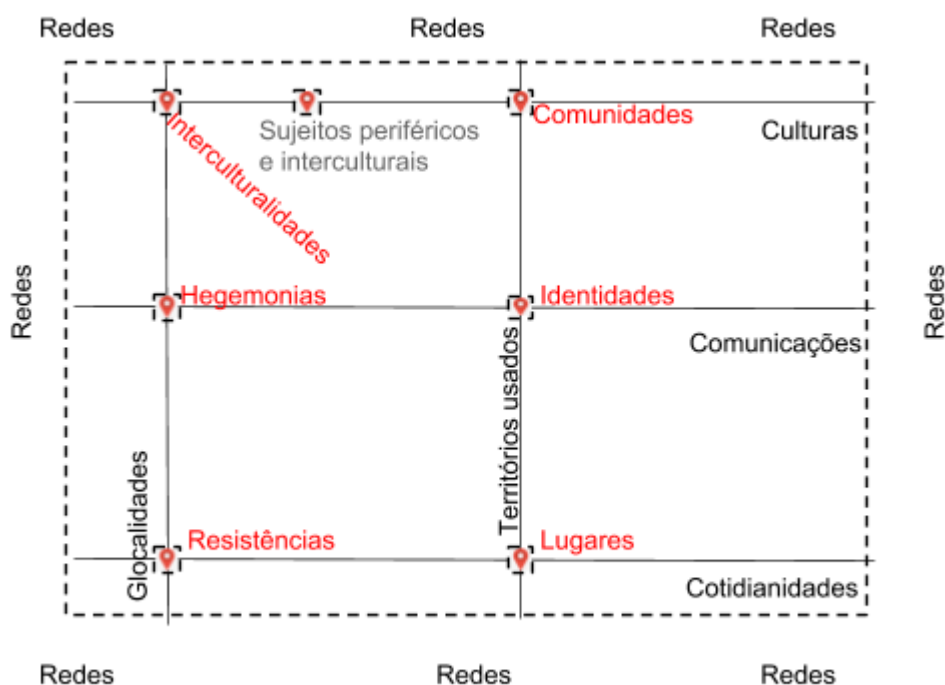 Redes
Redes
Redes
Interculturalidades
Sujeitos periféricos
e interculturais
Comunidades
Culturas
Redes
Hegemonias
Identidades
Redes
Comunicações
Glocalidades
Territórios usados
Resistências
Lugares
Cotidianidades
Redes
Redes
Redes